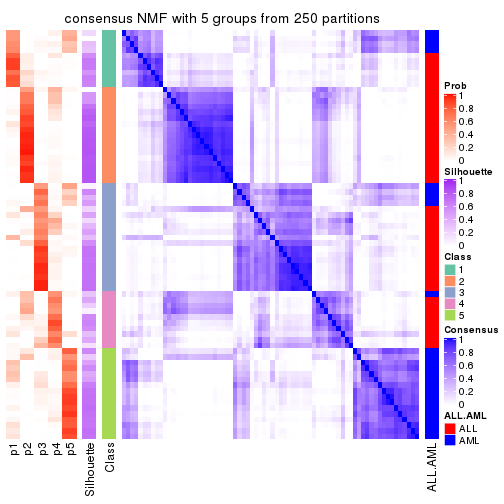 consensus NMF with 5 groups from 250 partitions
Prob
1
0.8
0.6
0.4
0.2
0
Silhouette
1
0.8
0.6
0.4
0.2
0
Class
1
2
3
4
5
Consensus
1
0.8
0.6
0.4
0.2
0
ALL.AML
ALL
AML
p1
p2
p3
p4
p5
Silhouette
Class
ALL.AML